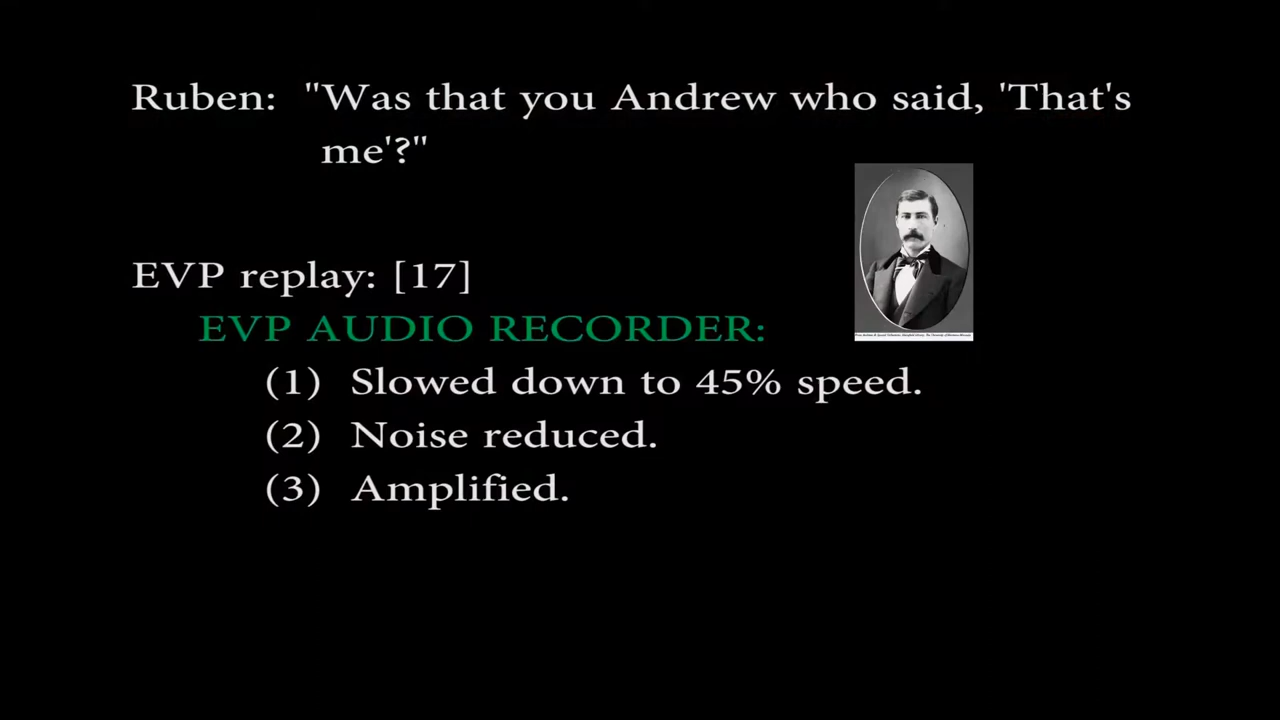 Ruben: "Was that you Andrew who said, 'That's
me'?"
EVP replay: [17]
EVP AUDIO RECORDER:
(1) Slowed down to 45% speed.
(2) Noise reduced.
(3) Amplified.